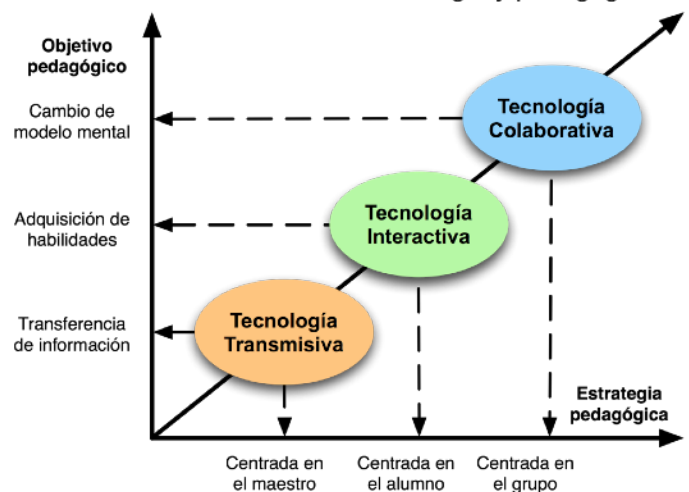 Objetivo
pedagógico
Cambio de
modelo mental
Tecnología
Colaborativa
Adquisición de
habilidades
Tecnología
Interactiva
Transferencia
de información
Tecnología
Transmisiva
Estrategia
pedagógica
Centrada en
el maestro
Centrada en
el alumno
Centrada en
el grupo